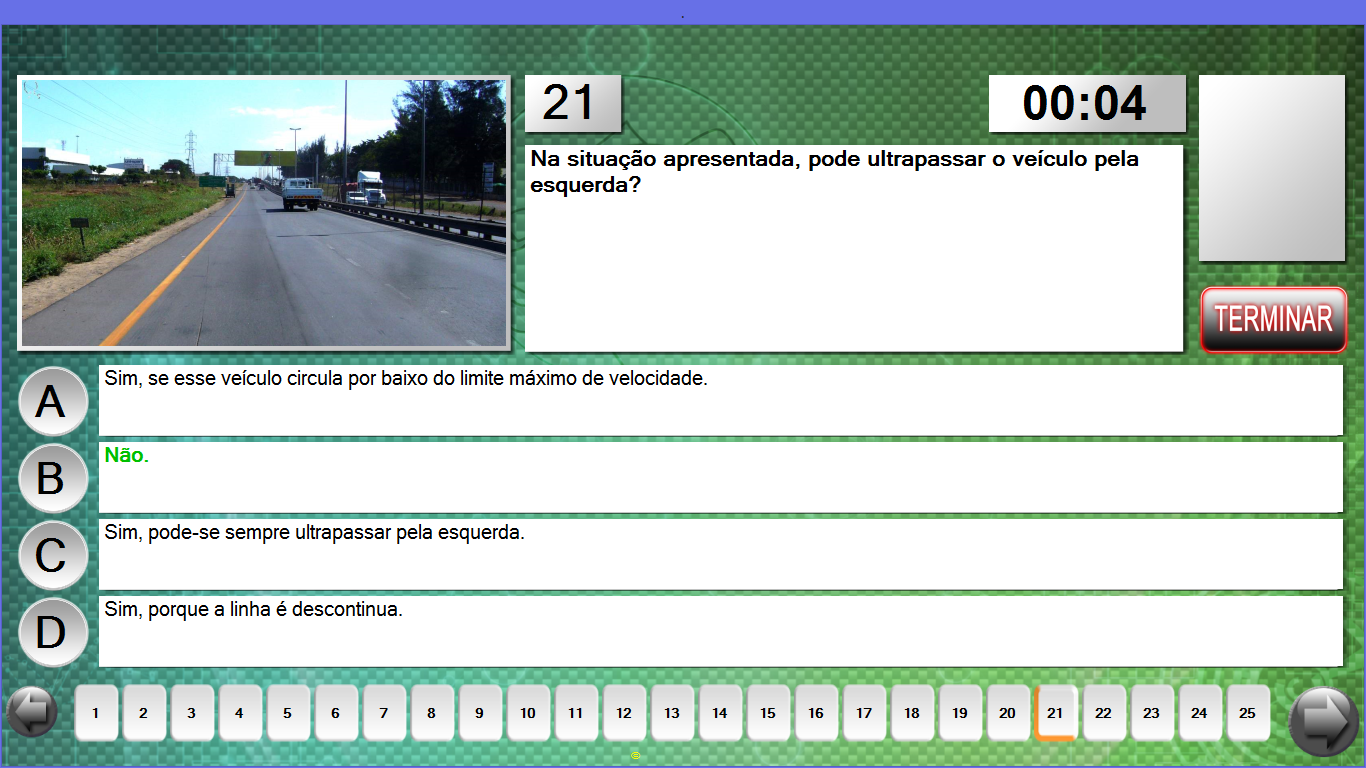 21
00:04
Na situação apresentada, pode ultrapassar o veículo pela
esquerda?
TERMINAR
A
Sim, se esse veículo circula por baixo do limite máximo de velocidade.
B
Não.
C
Sim, pode-se sempre ultrapassar pela esquerda.
D
Sim, porque a linha é descontinua.
1 2 3 4 5 6 7 8 9 10 11 12 13 14 15 16 17 18 19 20 21 22 23 24 25
©